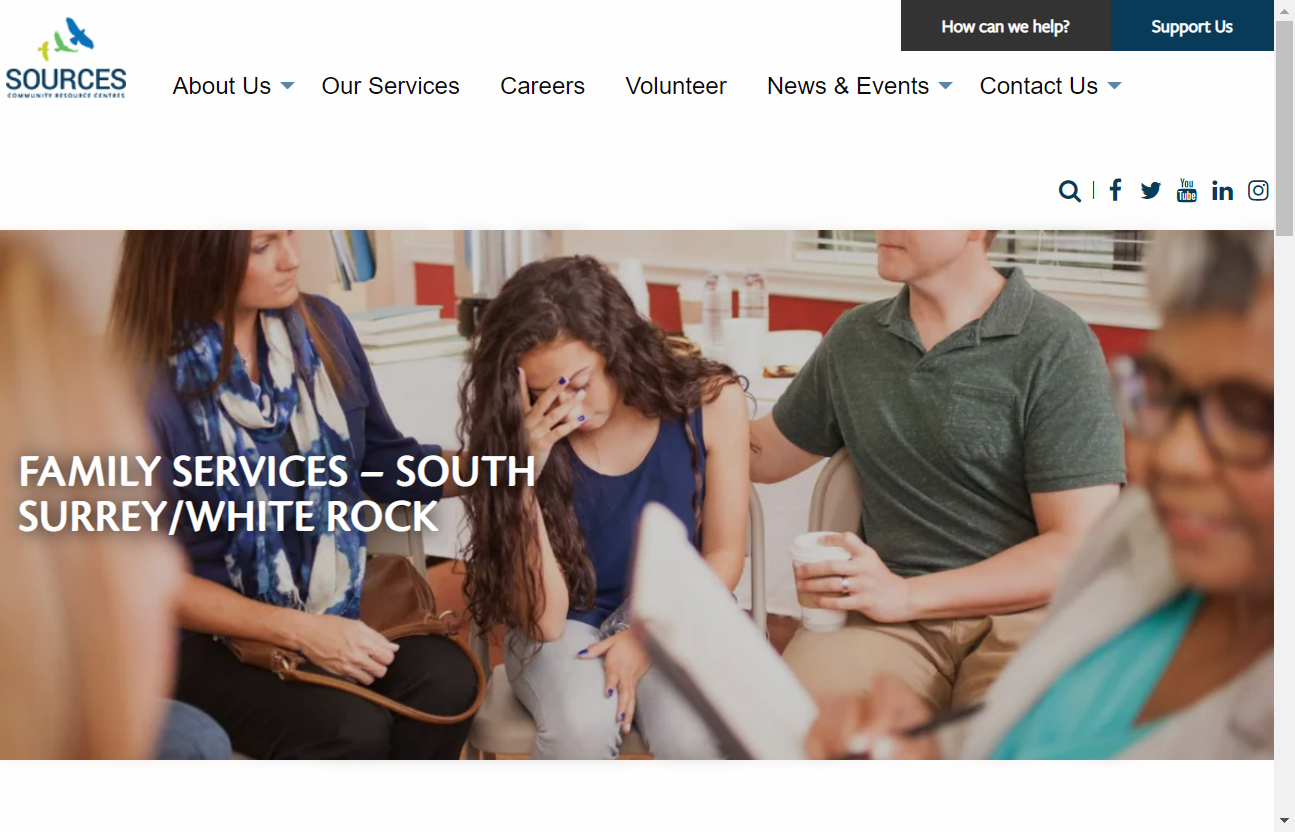 How can we help?
Support Us
SOURCES
COMMUNITY RESOURCE CENTRES
About Us
Our Services
Careers
Volunteer
News & Events
Contact Us
You
Tube
FAMILY SERVICES – SOUTH
SURREY/WHITE ROCK